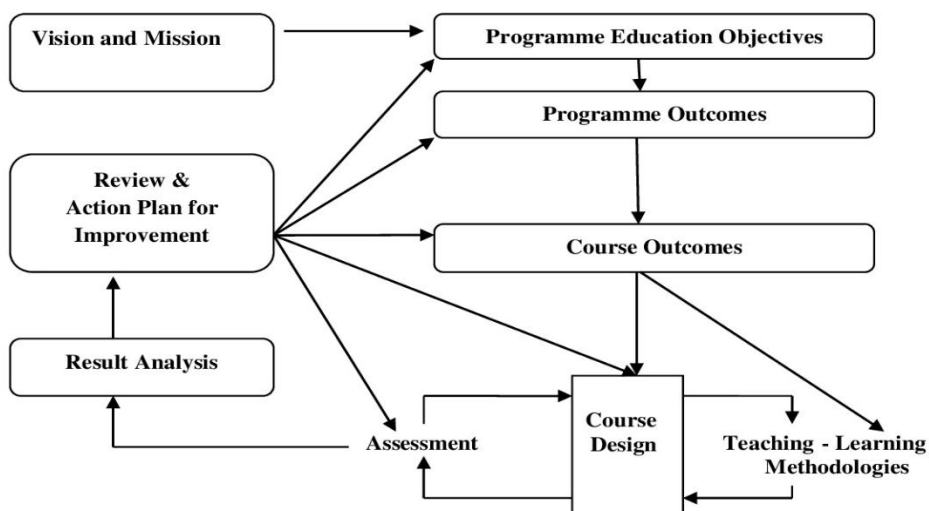 Vision and Mission
Programme Education Objectives
Programme Outcomes
Review &
Action Plan for
Improvement
Course Outcomes
Result Analysis
Assessment
Course
Design
Teaching - Learning
Methodologies